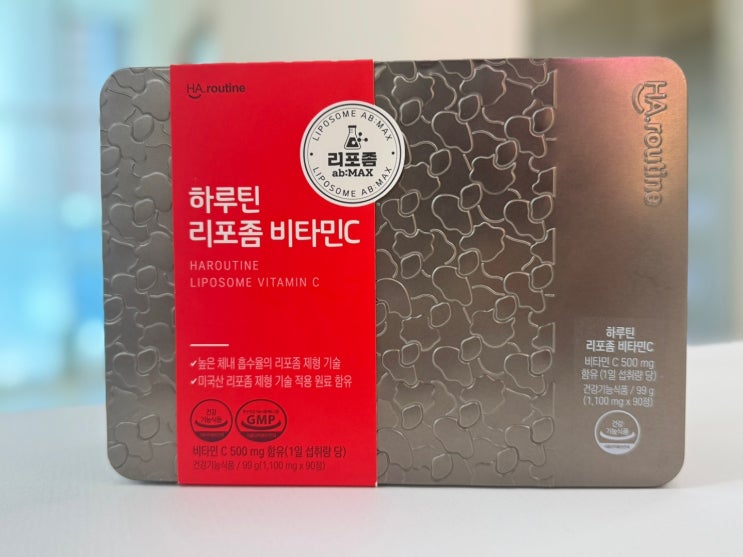 HA.routine
LIPOSOME AB:MAX
리포좀
ab:MAX
LIPOSOME AB:MAX
하루틴
리포좀 비타민C
HAROUTINE
LIPOSOME VITAMIN C
✔높은 체내 흡수율의 리포좀 제형 기술
✔미국산 리포좀 제형 기술 적용 원료 함유
건강
기능식품
GMP
비타민 C 500 mg 함유(1일 섭취량 당)
건강기능식품 / 99 g(1,100 mg x 90정)
HA.routine
하루틴
리포좀 비타민C
비타민 C 500 mg
함유 (1일 섭취량 당)
건강기능식품 / 99 g
(1,100 mg x 90정)
건강
기능식품